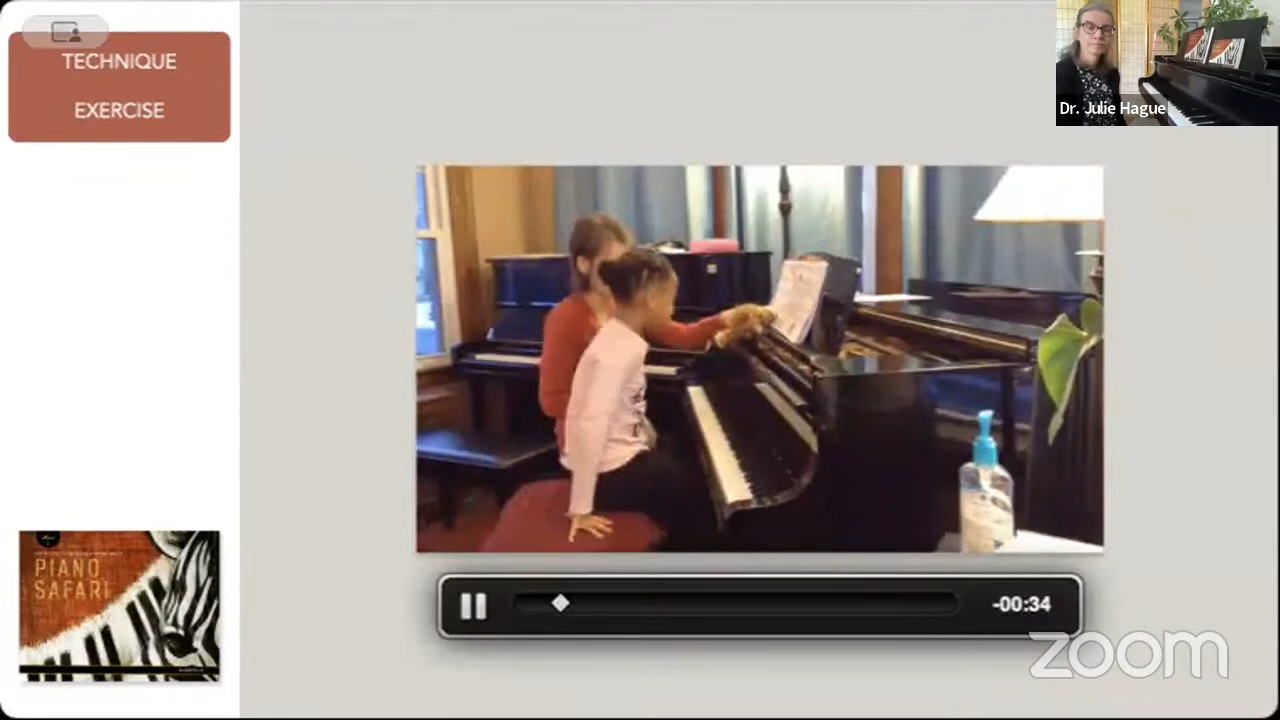 TECHNIQUE
EXERCISE
Dr. Julie Hague
PIANO
SAFARI
-00:34
zoom